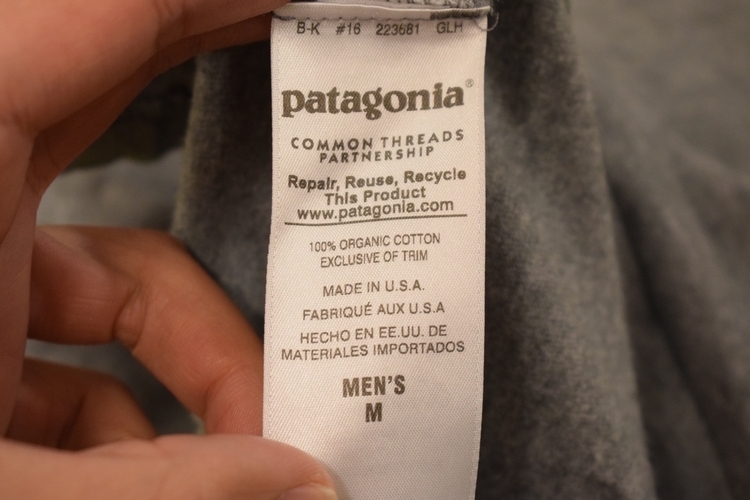 B-K #16 223681 GLH
patagonia®
COMMON THREADS
PARTNERSHIP
Repair, Reuse, Recycle
This Product
www.patagonia.com
100% ORGANIC COTTON
EXCLUSIVE OF TRIM
MADE IN U.S.A.
FABRIQUÉ AUX U.S.A
HECHO EN EE.UU. DE
MATERIALES IMPORTADOS
MEN'S
M